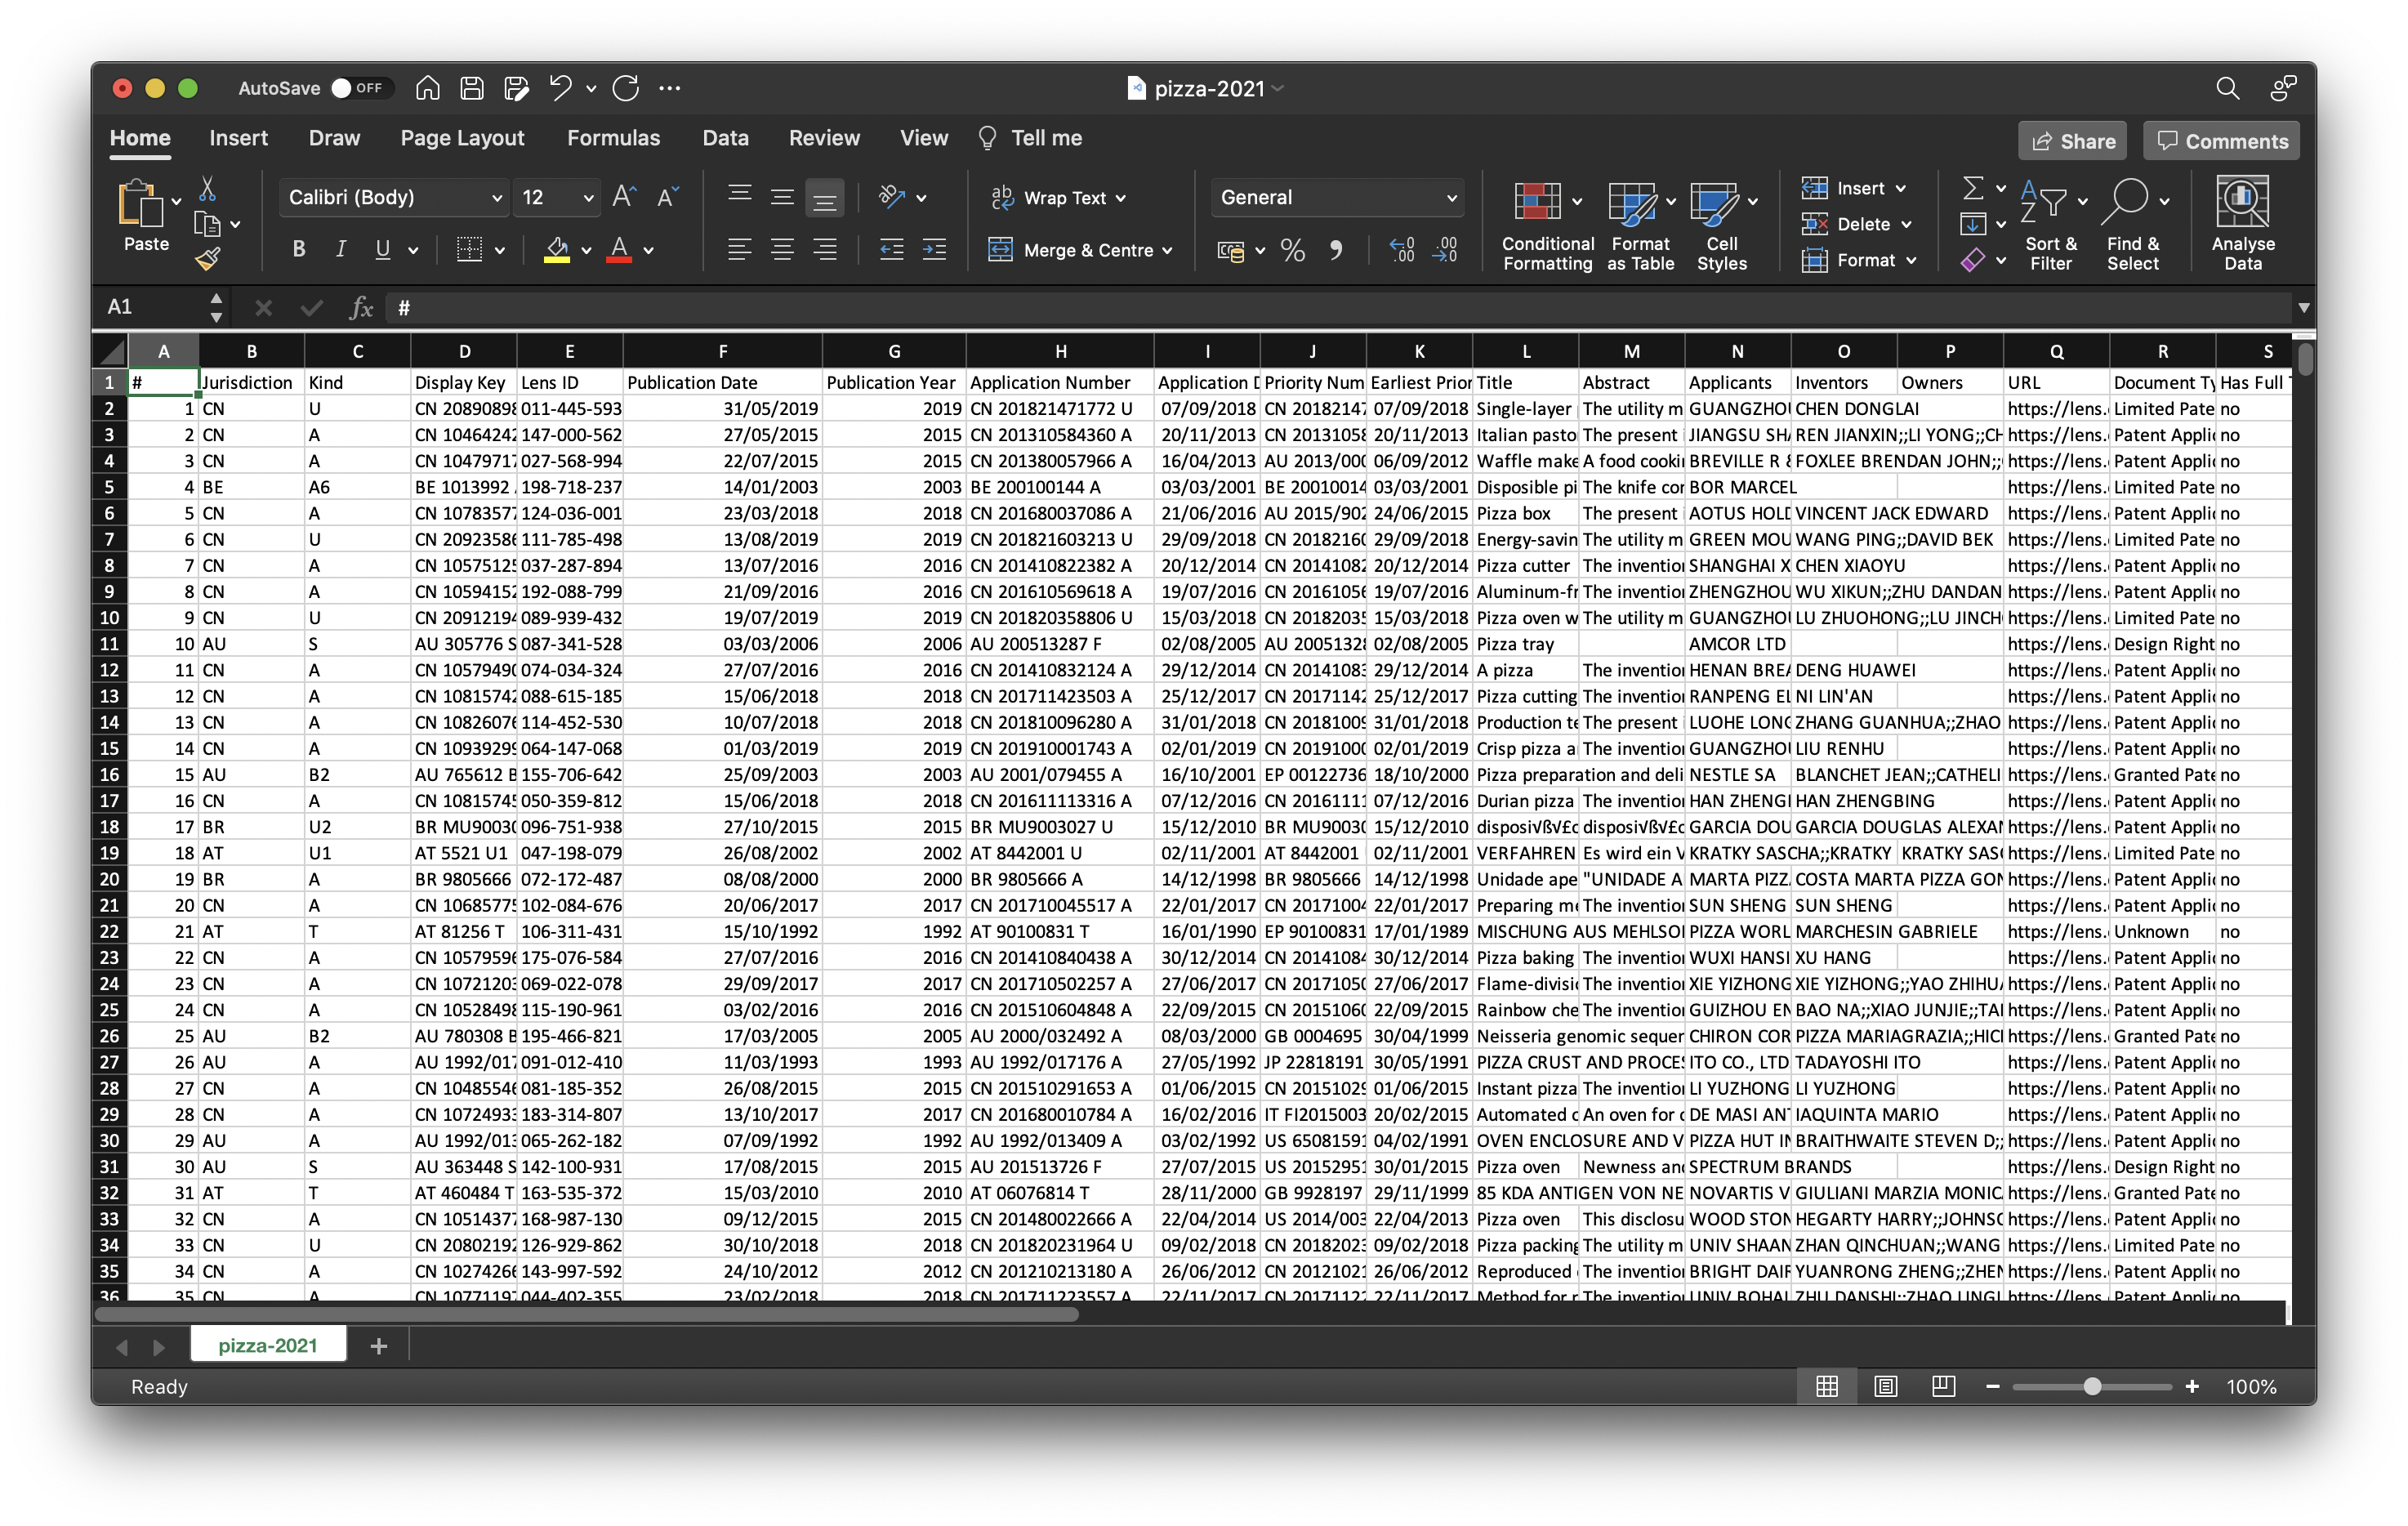 AutoSave OFF pizza-2021
Home Insert Draw Page Layout Formulas Data Review View Tell me Share Comments
Paste Calibri (Body) 12 Wrap Text General Conditional Formatting Format as Table Cell Styles Insert Sort & Filter Find & Select Analyse Data
B I U Merge & Centre Delete
Format
A1 fx #
A B C D E F G H I J K L M N O P Q R S
1 # Jurisdiction Kind Display Key Lens ID Publication Date Publication Year Application Number Application Priority Num Earliest Prior Title Abstract Applicants Inventors Owners URL Document Ty Has Full
2 1 CN U CN 2089089 011-445-593 31/05/2019 2019 CN 201821471772 U 07/09/2018 CN 2018214 07/09/2018 Single-layer The utility m GUANGZHOU CHEN DONGLAI https://lens. Limited Pate no
3 2 CN A CN 1046424 147-000-562 27/05/2015 2015 CN 201310584360 A 20/11/2013 CN 2013105 20/11/2013 Italian pasto The present JIANGSU SH REN JIANXIN;;LI YONG;;CH https://lens. Patent Appli no
4 3 CN A CN 1047971 027-568-994 22/07/2015 2015 CN 201380057966 A 16/04/2013 AU 2013/00 06/09/2012 Waffle make A food cooki BREVILLE R FOXLEE BRENDAN JOHN;; https://lens. Patent Appli no
5 4 BE A6 BE 1013992 198-718-237 14/01/2003 2003 BE 200100144 A 03/03/2001 BE 2001001 03/03/2001 Disposible pi The knife cor BOR MARCEL https://lens. Limited Pate no
6 5 CN A CN 1078357 124-036-001 23/03/2018 2018 CN 201680037086 A 21/06/2016 AU 2015/902 24/06/2015 Pizza box The present AOTUS HOLD VINCENT JACK EDWARD https://lens. Patent Appli no
7 6 CN U CN 2092358 111-785-498 13/08/2019 2019 CN 201821603213 U 29/09/2018 CN 2018216 29/09/2018 Energy-savin The utility m GREEN MOU WANG PING;;DAVID BEK https://lens. Limited Pate no
8 7 CN A CN 1057512 037-287-894 13/07/2016 2016 CN 201410822382 A 20/12/2014 CN 2014108 20/12/2014 Pizza cutter The inventio SHANGHAI X CHEN XIAOYU https://lens. Patent Appli no
9 8 CN A CN 1059415 192-088-799 21/09/2016 2016 CN 201610569618 A 19/07/2016 CN 2016105 19/07/2016 Aluminum-fr The inventio ZHENGZHOU WU XIKUN;;ZHU DANDAN https://lens. Patent Appli no
10 9 CN U CN 2091219 089-939-432 19/07/2019 2019 CN 201820358806 U 15/03/2018 CN 2018203 15/03/2018 Pizza oven w The utility m GUANGZHOU LU ZHUOHONG;;LU JINCH https://lens. Limited Pate no
11 10 AU S AU 305776 S 087-341-528 03/03/2006 2006 AU 200513287 F 02/08/2005 AU 2005132 02/08/2005 Pizza tray AMCOR LTD https://lens. Design Right no
12 11 CN A CN 1057949 074-034-324 27/07/2016 2016 CN 201410832124 A 29/12/2014 CN 2014108 29/12/2014 A pizza The inventio HENAN BREA DENG HUAWEI https://lens. Patent Appli no
13 12 CN A CN 1081574 088-615-185 15/06/2018 2018 CN 201711423503 A 25/12/2017 CN 2017114 25/12/2017 Pizza cutting The inventio RANPENG EL NI LIN'AN https://lens. Patent Appli no
14 13 CN A CN 1082607 114-452-530 10/07/2018 2018 CN 201810096280 A 31/01/2018 CN 2018100 31/01/2018 Production te The present LUOHE LONG ZHANG GUANHUA;;ZHAO https://lens. Patent Appli no
15 14 CN A CN 1093929 064-147-068 01/03/2019 2019 CN 201910001743 A 02/01/2019 CN 2019100 02/01/2019 Crisp pizza a The inventio GUANGZHOU LIU RENHU https://lens. Patent Appli no
16 15 AU B2 AU 765612 B 155-706-642 25/09/2003 2003 AU 2001/079455 A 16/10/2001 EP 00122736 18/10/2000 Pizza preparation and deli NESTLE SA BLANCHET JEAN;;CATHELI https://lens. Granted Pate no
17 16 CN A CN 1081574 050-359-812 15/06/2018 2018 CN 201611113316 A 07/12/2016 CN 2016111 07/12/2016 Durian pizza The inventio HAN ZHENG HAN ZHENGBING https://lens. Patent Appli no
18 17 BR U2 BR MU9003 096-751-938 27/10/2015 2015 BR MU9003027 U 15/12/2010 BR MU9003 15/12/2010 disposi√ß√£o disposi√ß√£o GARCIA DOU GARCIA DOUGLAS ALEXA https://lens. Patent Appli no
19 18 AT U1 AT 5521 U1 047-198-079 26/08/2002 2002 AT 8442001 U 02/11/2001 AT 8442001 02/11/2001 VERFAHREN Es wird ein V KRATKY SASCHA;;KRATKY KRATKY SAS https://lens. Limited Pate no
20 19 BR A BR 9805666 072-172-487 08/08/2000 2000 BR 9805666 A 14/12/1998 BR 9805666 14/12/1998 Unidade ape "UNIDADE A MARTA PIZZ COSTA MARTA PIZZA GON https://lens. Patent Appli no
21 20 CN A CN 1068577 102-084-676 20/06/2017 2017 CN 201710045517 A 22/01/2017 CN 2017100 22/01/2017 Preparing me The inventio SUN SHENG SUN SHENG https://lens. Patent Appli no
22 21 AT T AT 81256 T 106-311-431 15/10/1992 1992 AT 90100831 T 16/01/1990 EP 90100831 17/01/1989 MISCHUNG AUS MEHLSO PIZZA WORL MARCHESIN GABRIELE https://lens. Unknown no
23 22 CN A CN 1057959 175-076-584 27/07/2016 2016 CN 201410840438 A 30/12/2014 CN 2014108 30/12/2014 Pizza baking The inventio WUXI HANSI XU HANG https://lens. Patent Appli no
24 23 CN A CN 1072120 069-022-078 29/09/2017 2017 CN 201710502257 A 27/06/2017 CN 2017105 27/06/2017 Flame-divisi The inventio XIE YIZHONG XIE YIZHONG;;YAO ZHIHU https://lens. Patent Appli no
25 24 CN A CN 1052849 115-190-961 03/02/2016 2016 CN 201510604848 A 22/09/2015 CN 2015106 22/09/2015 Rainbow che The inventio GUIZHOU EN BAO NA;;XIAO JUNJIE;;TA https://lens. Patent Appli no
26 25 AU B2 AU 780308 B 195-466-821 17/03/2005 2005 AU 2000/032492 A 08/03/2000 GB 0004695 30/04/1999 Neisseria genomic sequer CHIRON COR PIZZA MARIAGRAZIA;;HIC https://lens. Granted Pate no
27 26 AU A AU 1992/017 091-012-410 11/03/1993 1993 AU 1992/017176 A 27/05/1992 JP 22818191 30/05/1991 PIZZA CRUST AND PROCE ITO CO., LTD TADAYOSHI ITO https://lens. Patent Appli no
28 27 CN A CN 1048554 081-185-352 26/08/2015 2015 CN 201510291653 A 01/06/2015 CN 2015102 01/06/2015 Instant pizza The inventio LI YUZHONG LI YUZHONG https://lens. Patent Appli no
29 28 CN A CN 1072493 183-314-807 13/10/2017 2017 CN 201680010784 A 16/02/2016 IT FI2015003 20/02/2015 Automated c An oven for DE MASI AN IAQUINTA MARIO https://lens. Patent Appli no
30 29 AU A AU 1992/013 065-262-182 07/09/1992 1992 AU 1992/013409 A 03/02/1992 US 65081591 04/02/1991 OVEN ENCLOSURE AND V PIZZA HUT IN BRAITHWAITE STEVEN D;; https://lens. Patent Appli no
31 30 AU S AU 363448 S 142-100-931 17/08/2015 2015 AU 201513726 F 27/07/2015 US 2015295 30/01/2015 Pizza oven Newness an SPECTRUM BRANDS https://lens. Design Right no
32 31 AT T AT 460484 T 163-535-372 15/03/2010 2010 AT 06076814 T 28/11/2000 GB 9928197 29/11/1999 85 KDA ANTIGEN VON NE NOVARTIS V GIULIANI MARZIA MONIC https://lens. Granted Pate no
33 32 CN A CN 1051437 168-987-130 09/12/2015 2015 CN 201480022666 A 22/04/2014 US 2014/003 22/04/2013 Pizza oven This disclosu WOOD STON HEGARTY HARRY;;JOHNS https://lens. Patent Appli no
34 33 CN U CN 2080219 126-929-862 30/10/2018 2018 CN 201820231964 U 09/02/2018 CN 2018202 09/02/2018 Pizza packing The utility m UNIV SHAAN ZHAN QINCHUAN;;WANG https://lens. Limited Pate no
35 34 CN A CN 1027426 143-997-592 24/10/2012 2012 CN 201210213180 A 26/06/2012 CN 2012102 26/06/2012 Reproduced The inventio BRIGHT DAIR YUANRONG ZHENG;;ZHEN https://lens. Patent Appli no
36 35 CN A CN 1077119 044-402-355 23/02/2018 2018 CN 201711223557 A 22/11/2017 CN 2017112 22/11/2017 Method for The inventio UNIV BOHAI ZHU DANSHI;;ZHAO https://lens. Patent Appli no
pizza-2021
Ready 100%